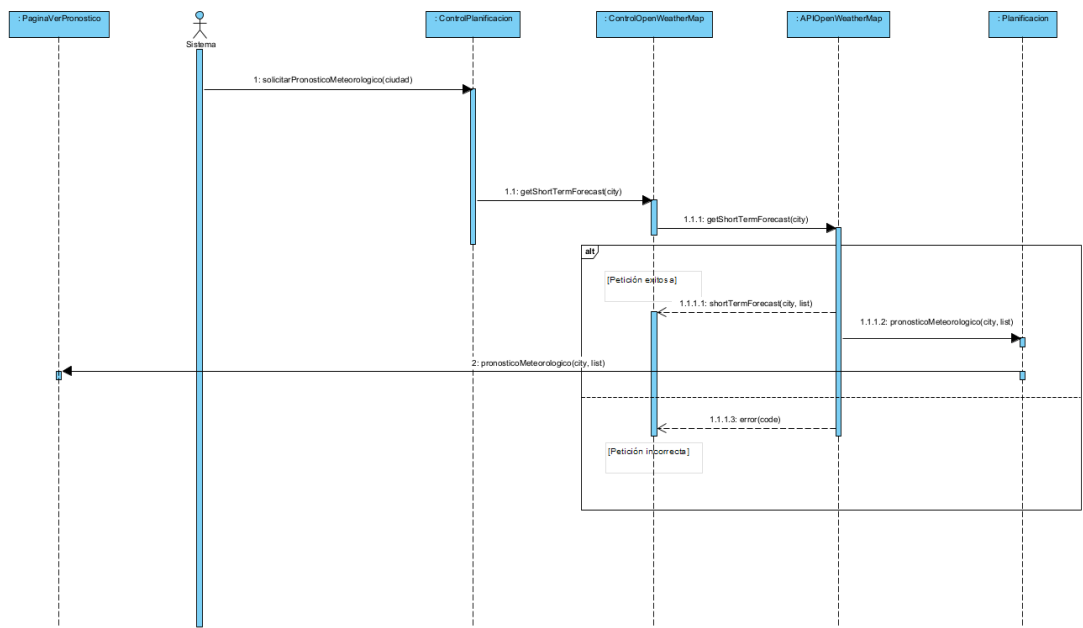 : PaginaVerPronostico
Sistema
: ControlPlanificacion
: ControlOpenWeatherMap
: APIOpenWeatherMap
: Planificacion
1: solicitarPronosticoMeteorologico(ciudad)
1.1: getShortTermForecast(city)
1.1.1: getShortTermForecast(city)
alt
[Petición exitosa]
1.1.1.1: shortTermForecast(city, list)
1.1.1.2: pronosticoMeteorologico(city, list)
2: pronosticoMeteorologico(city, list)
1.1.1.3: error(code)
[Petición incorrecta]